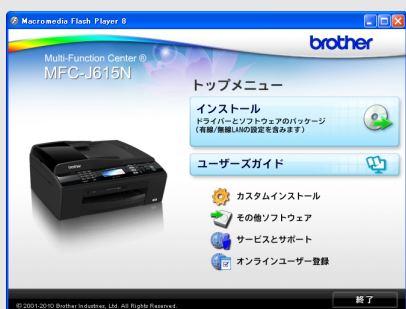 Macromedia Flash Player 8
brother
Multi-Function Center ®
MFC-J615N
トップメニュー
インストール
ドライバーとソフトウェアのパッケージ
(有線/無線LANの設定を含みます)
ユーザーズガイド
カスタムインストール
その他ソフトウェア
サービスとサポート
オンラインユーザー登録
© 2001-2010 Brother Industries, Ltd. All Rights Reserved.
終了